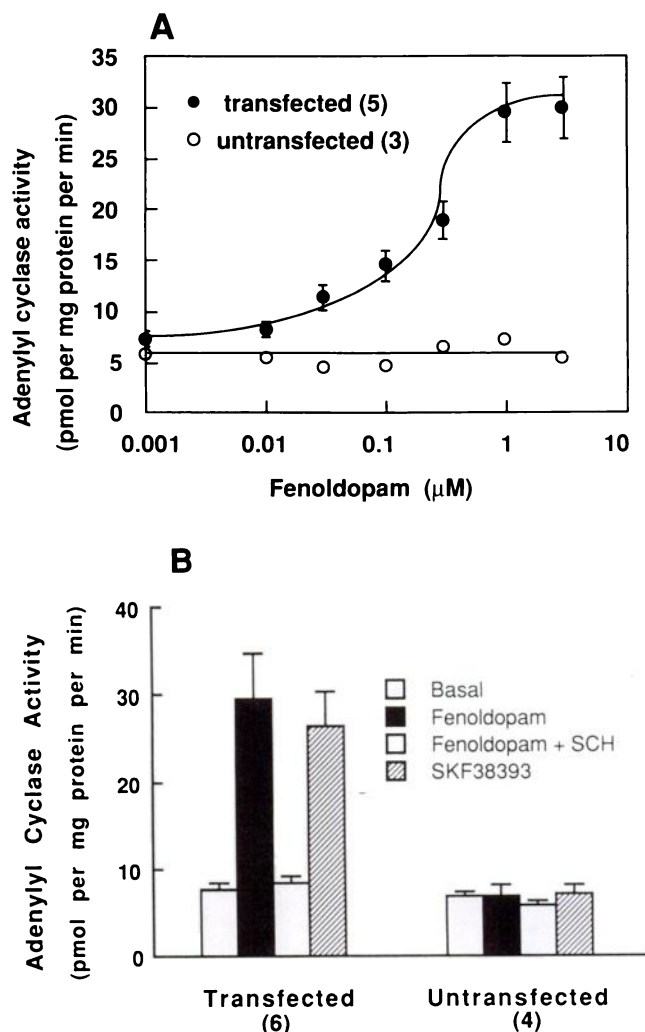 A
Adenylyl cyclase activity
(pmol per mg protein per min)
35
30
25
20
15
10
5
0
transfected (5)
untransfected (3)
0.001
0.01
0.1
1
10
Fenoldopam (μM)
B
Adenylyl Cyclase Activity
(pmol per mg protein per min)
40
30
20
10
0
Basal
Fenoldopam
Fenoldopam + SCH
SKF38393
Transfected
(6)
Untransfected
(4)